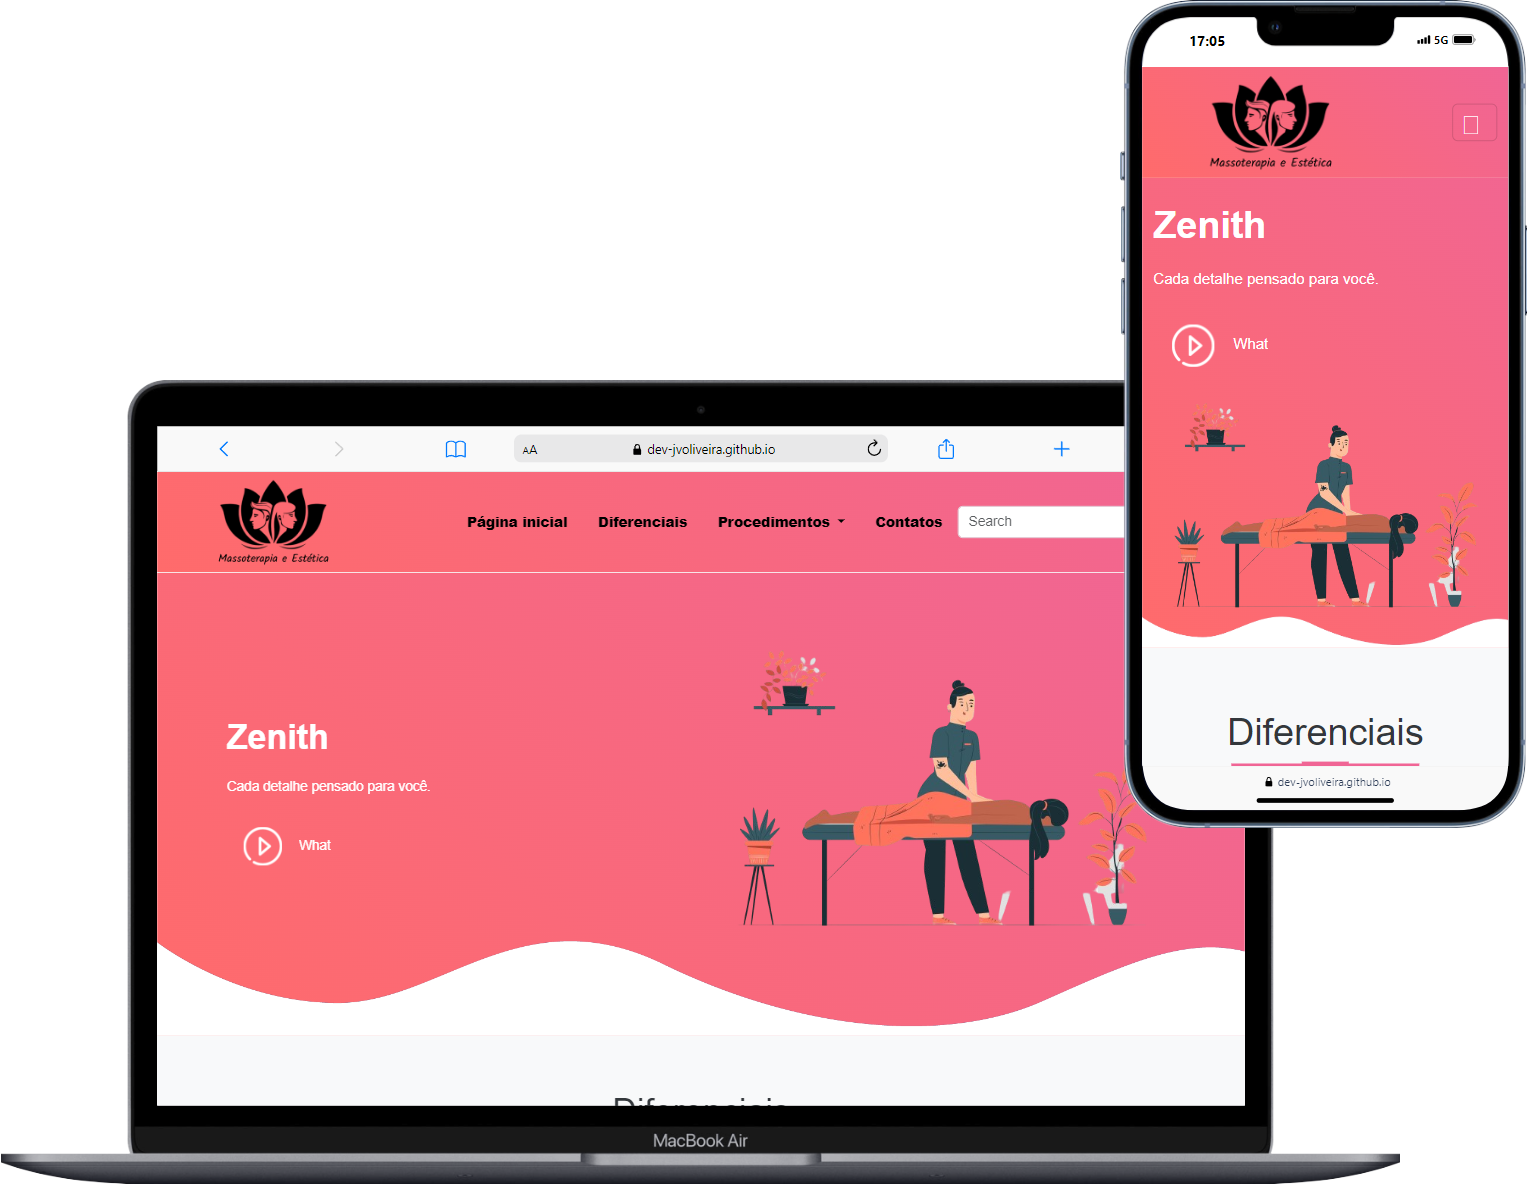 17:05
5G
Massoterapia e Estética
Zenith
Cada detalhe pensado para você.
What
Diferenciais
dev-jvoliveira.github.io
AA
dev-jvoliveira.github.io
Massoterapia e Estética
Página inicial
Diferenciais
Procedimentos
Contatos
Search
Zenith
Cada detalhe pensado para você.
What
Diferenciais
MacBook Air